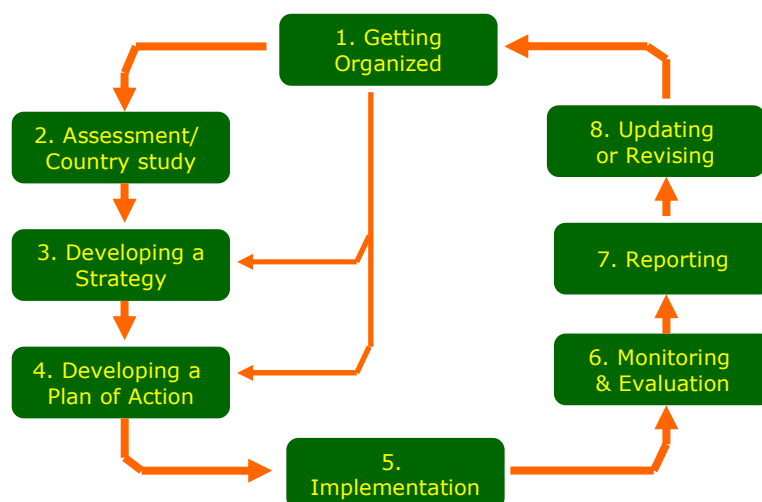 1. Getting
Organized
2. Assessment/
Country study
3. Developing a
Strategy
4. Developing a
Plan of Action
5.
Implementation
6. Monitoring
& Evaluation
7. Reporting
8. Updating
or Revising